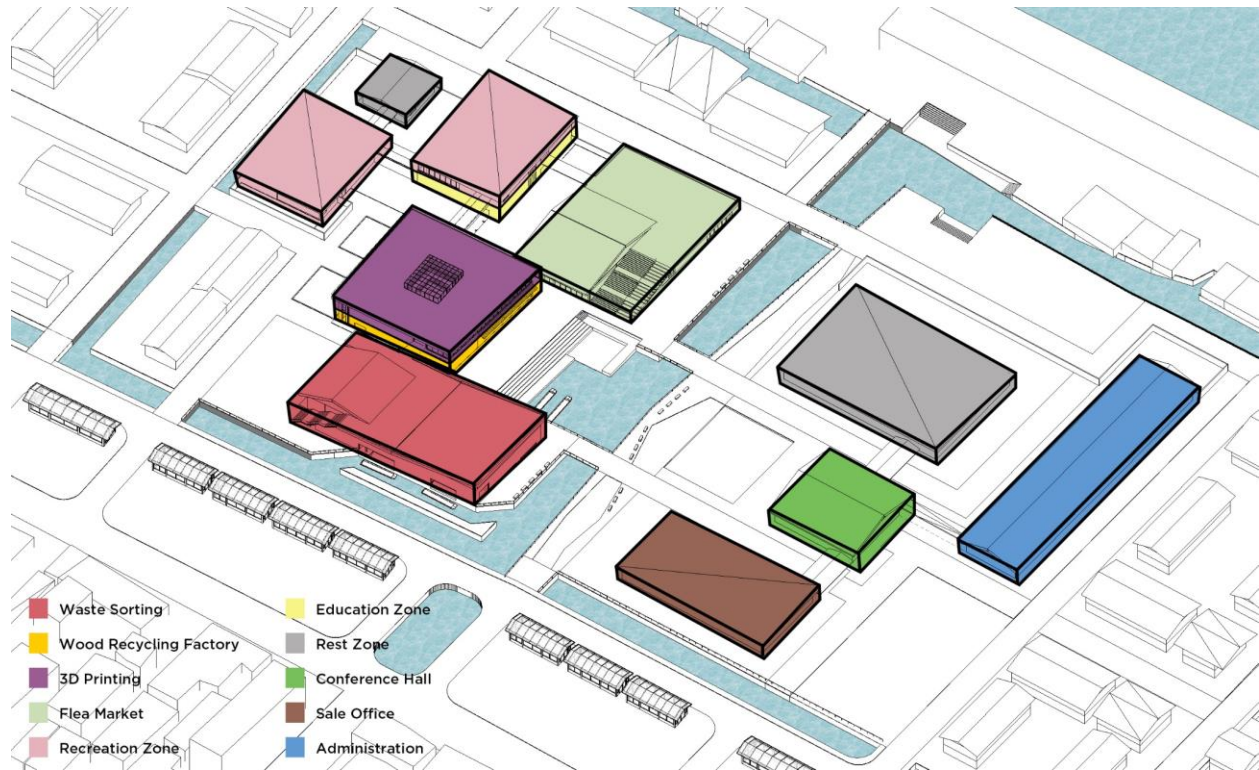 Waste Sorting
Wood Recycling Factory
3D Printing
Flea Market
Recreation Zone
Education Zone
Rest Zone
Conference Hall
Sale Office
Administration